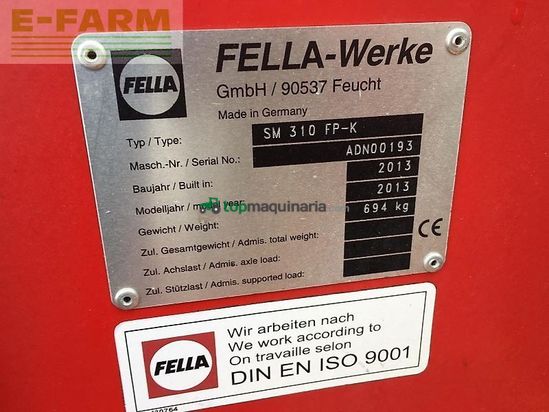 E-FARM
FELLA
FELLA-Werke
GmbH / 90537 Feucht
Made in Germany
Typ / Type: SM 310 FP-K
Masch.-Nr. / Serial No.: ADN00193
Baujahr / Built in: 2013
Modelljahr / model year: 2013
Gewicht / Weight: 694 kg
Zul. Gesamtgewicht / Admis. total weight:
Zul. Achslast / Admis. axle load:
Zul. Stützlast / Admis. supported load:
CE
topmaquinaria.com
FELLA
Wir arbeiten nach
We work according to
On travaille selon
DIN EN ISO 9001